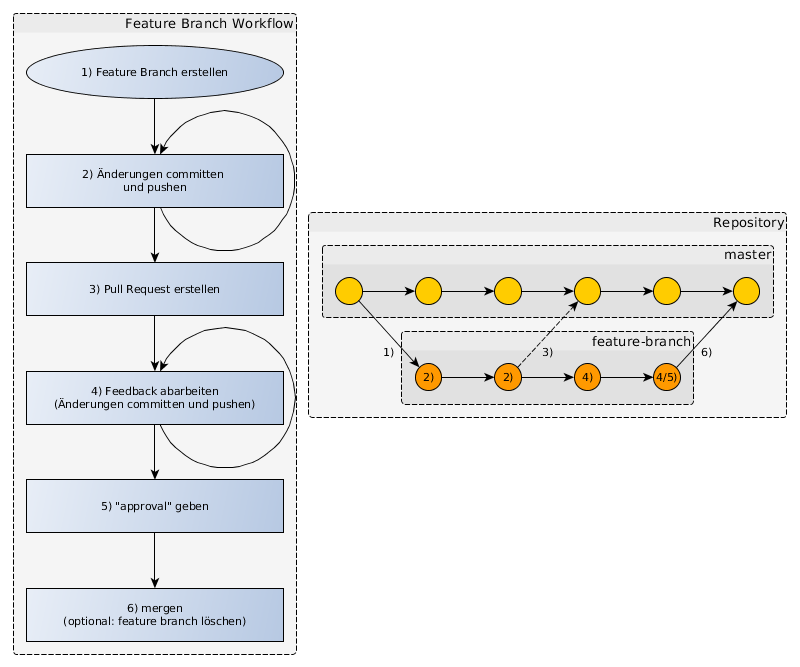 Feature Branch Workflow
1) Feature Branch erstellen
2) Änderungen committen
und pushen
3) Pull Request erstellen
4) Feedback abarbeiten
(Änderungen committen und pushen)
5) "approval" geben
6) mergen
(optional: feature branch löschen)
Repository
master
feature-branch
1)
3)
6)
2)
2)
4)
4/5)